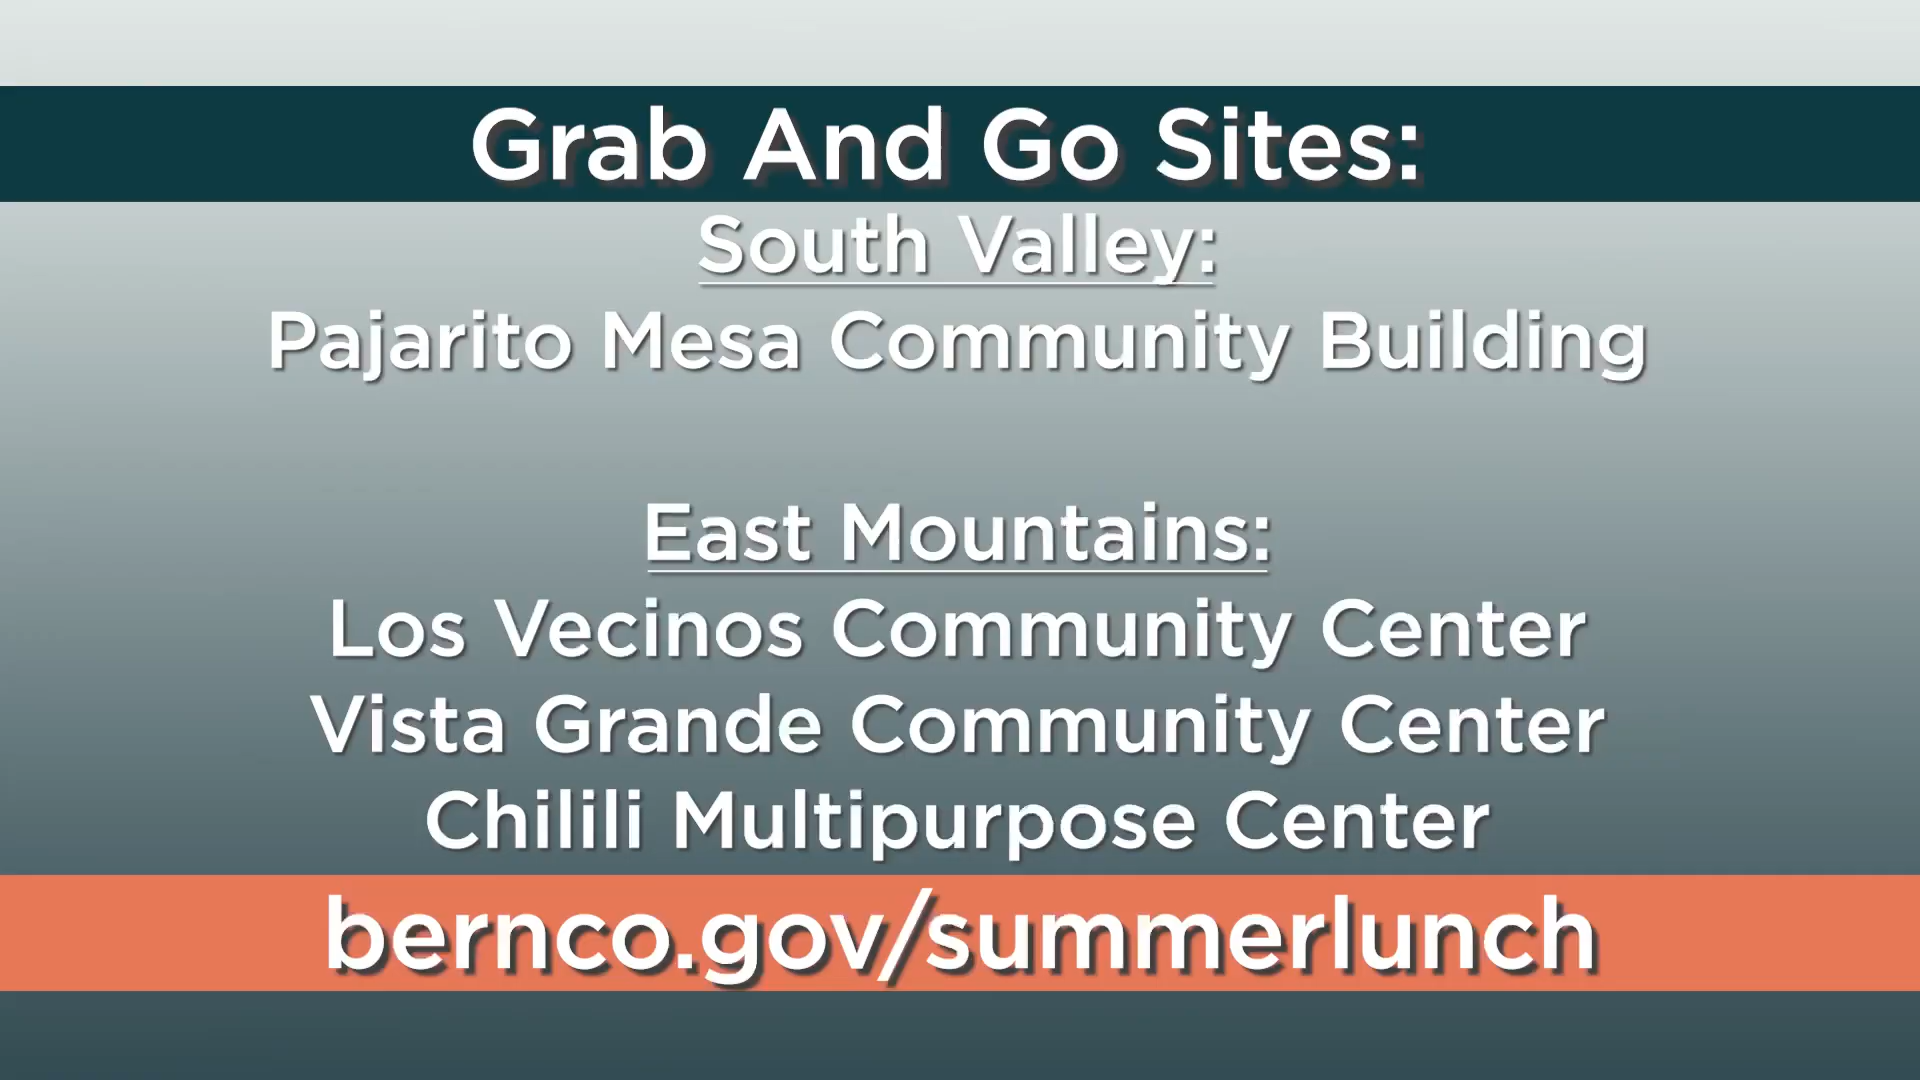 Grab And Go Sites:
South Valley:
Pajarito Mesa Community Building
East Mountains:
Los Vecinos Community Center
Vista Grande Community Center
Chilili Multipurpose Center
bernco.gov/summerlunch